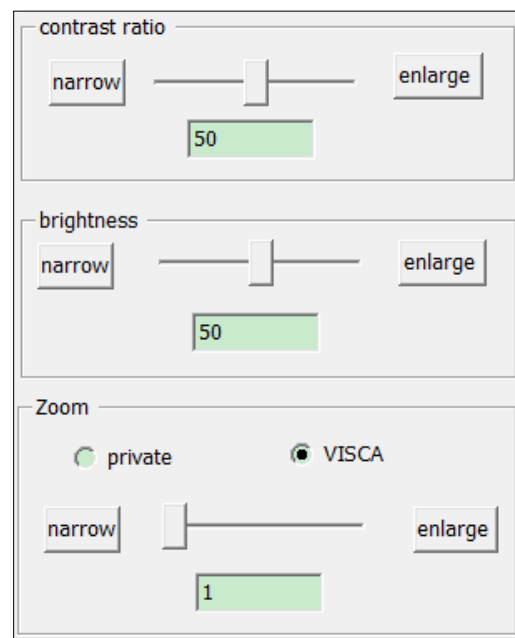 contrast ratio
narrow
enlarge
50
brightness
narrow
enlarge
50
Zoom
private
VISCA
narrow
enlarge
1